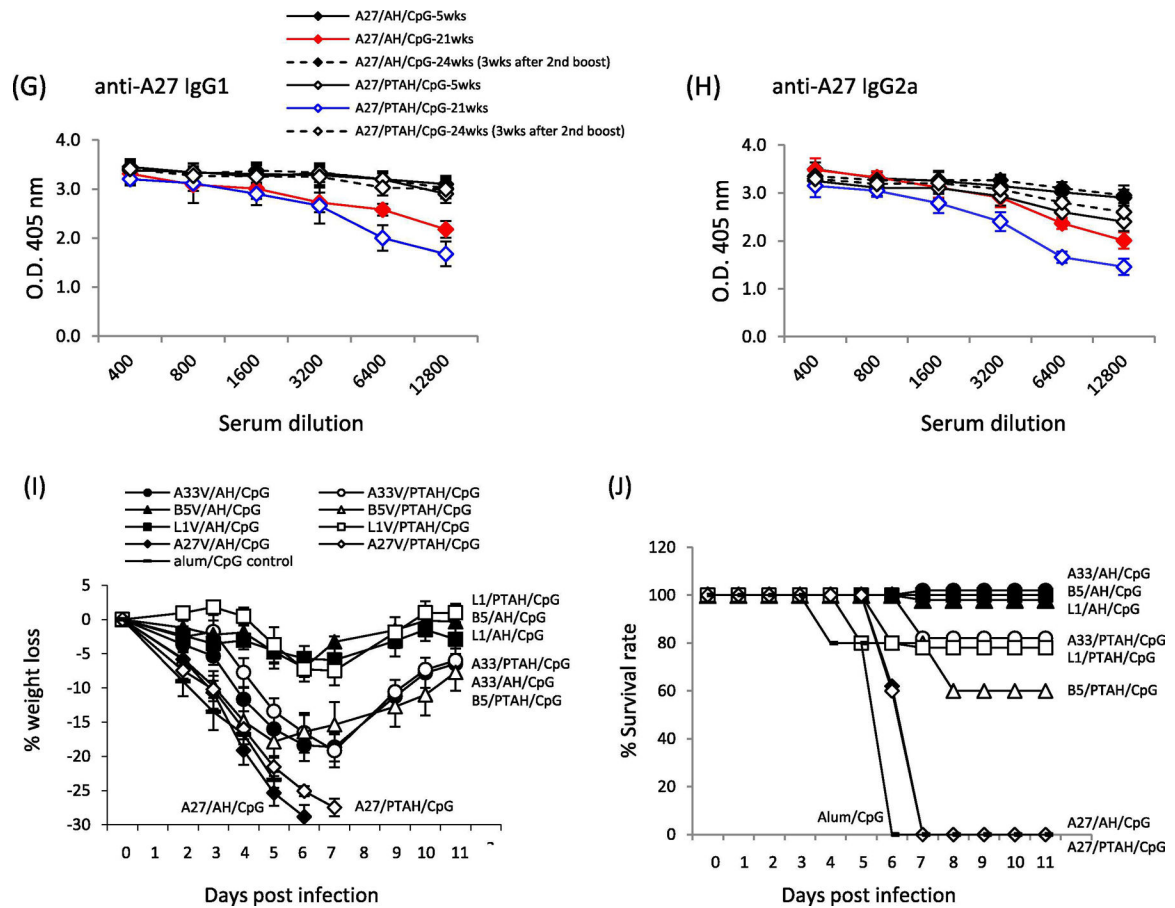 A27/AH/CpG-5wks
A27/AH/CpG-21wks
A27/AH/CpG-24wks (3wks after 2nd boost)
A27/PTAH/CpG-5wks
A27/PTAH/CpG-21wks
A27/PTAH/CpG-24wks (3wks after 2nd boost)
(G) anti-A27 IgG1
4.0
3.0
2.0
1.0
0.0
O.D. 405 nm
400 800 1600 3200 6400 12800
Serum dilution
(H) anti-A27 IgG2a
4.0
3.0
2.0
1.0
0.0
O.D. 405 nm
400 800 1600 3200 6400 12800
Serum dilution
(I)
A33V/AH/CpG A33V/PTAH/CpG
B5V/AH/CpG B5V/PTAH/CpG
L1V/AH/CpG L1V/PTAH/CpG
A27V/AH/CpG A27V/PTAH/CpG
alum/CpG control
5
0
-5
-10
-15
-20
-25
-30
% weight loss
L1/PTAH/CpG
B5/AH/CpG
L1/AH/CpG
A33/PTAH/CpG
A33/AH/CpG
B5/PTAH/CpG
A27/AH/CpG A27/PTAH/CpG
0 1 2 3 4 5 6 7 8 9 10 11
Days post infection
(J)
120
100
80
60
40
20
0
% Survival rate
A33/AH/CpG
B5/AH/CpG
L1/AH/CpG
A33/PTAH/CpG
L1/PTAH/CpG
B5/PTAH/CpG
Alum/CpG
A27/AH/CpG
A27/PTAH/CpG
0 1 2 3 4 5 6 7 8 9 10 11
Days post infection